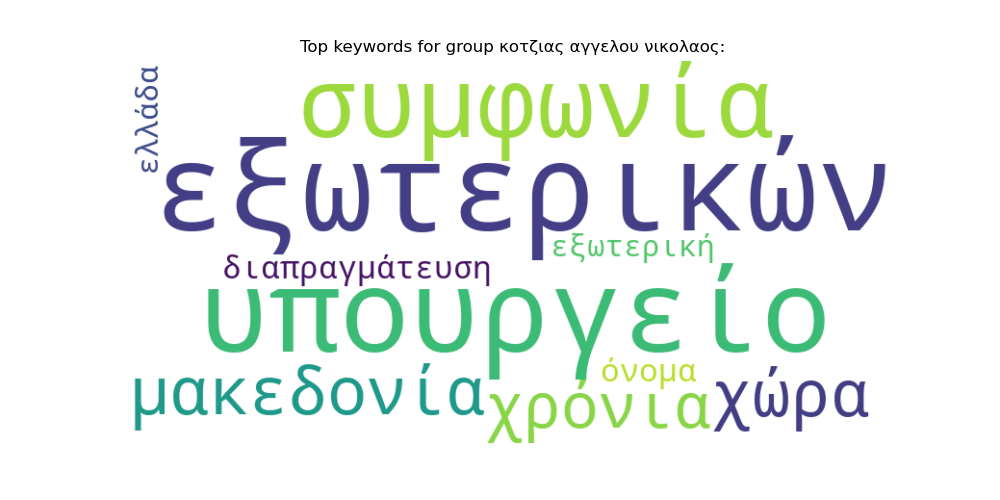 Top keywords for group κοτζιας αγγελου νικολαος:
ελλάδα
συμφωνία
εξωτερικών
εξωτερική
διαπραγμάτευση
υπουργείο
όνομα
μακεδονία
χρόνια
χώρα